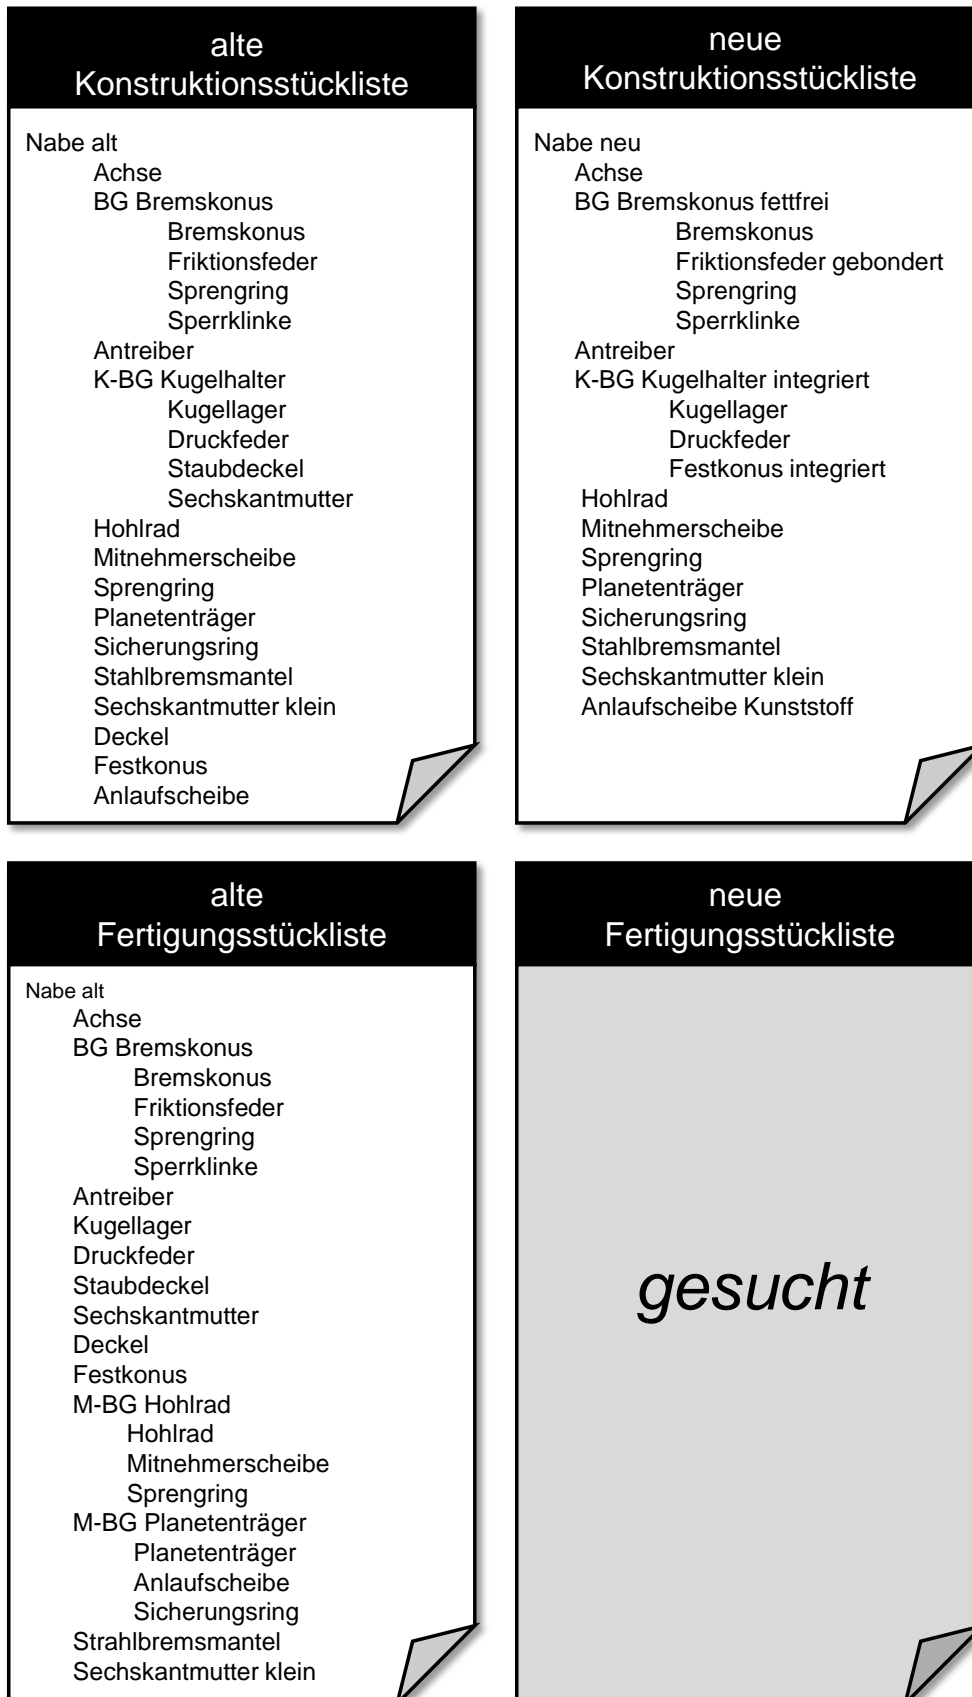 alte
Konstruktionsstückliste
Nabe alt
Achse
BG Bremskonus
Bremskonus
Friktionsfeder
Sprengring
Sperrklinke
Antreiber
K-BG Kugelhalter
Kugellager
Druckfeder
Staubdeckel
Sechskantmutter
Hohlrad
Mitnehmerscheibe
Sprengring
Planetenträger
Sicherungsring
Stahlbremsmantel
Sechskantmutter klein
Deckel
Festkonus
Anlaufscheibe
neue
Konstruktionsstückliste
Nabe neu
Achse
BG Bremskonus fettfrei
Bremskonus
Friktionsfeder gebondert
Sprengring
Sperrklinke
Antreiber
K-BG Kugelhalter integriert
Kugellager
Druckfeder
Festkonus integriert
Hohlrad
Mitnehmerscheibe
Sprengring
Planetenträger
Sicherungsring
Stahlbremsmantel
Sechskantmutter klein
Anlaufscheibe Kunststoff
alte
Fertigungsstückliste
Nabe alt
Achse
BG Bremskonus
Bremskonus
Friktionsfeder
Sprengring
Sperrklinke
Antreiber
Kugellager
Druckfeder
Staubdeckel
Sechskantmutter
Deckel
Festkonus
M-BG Hohlrad
Hohlrad
Mitnehmerscheibe
Sprengring
M-BG Planetenträger
Planetenträger
Anlaufscheibe
Sicherungsring
Strahlbremsmantel
Sechskantmutter klein
neue
Fertigungsstückliste
gesucht